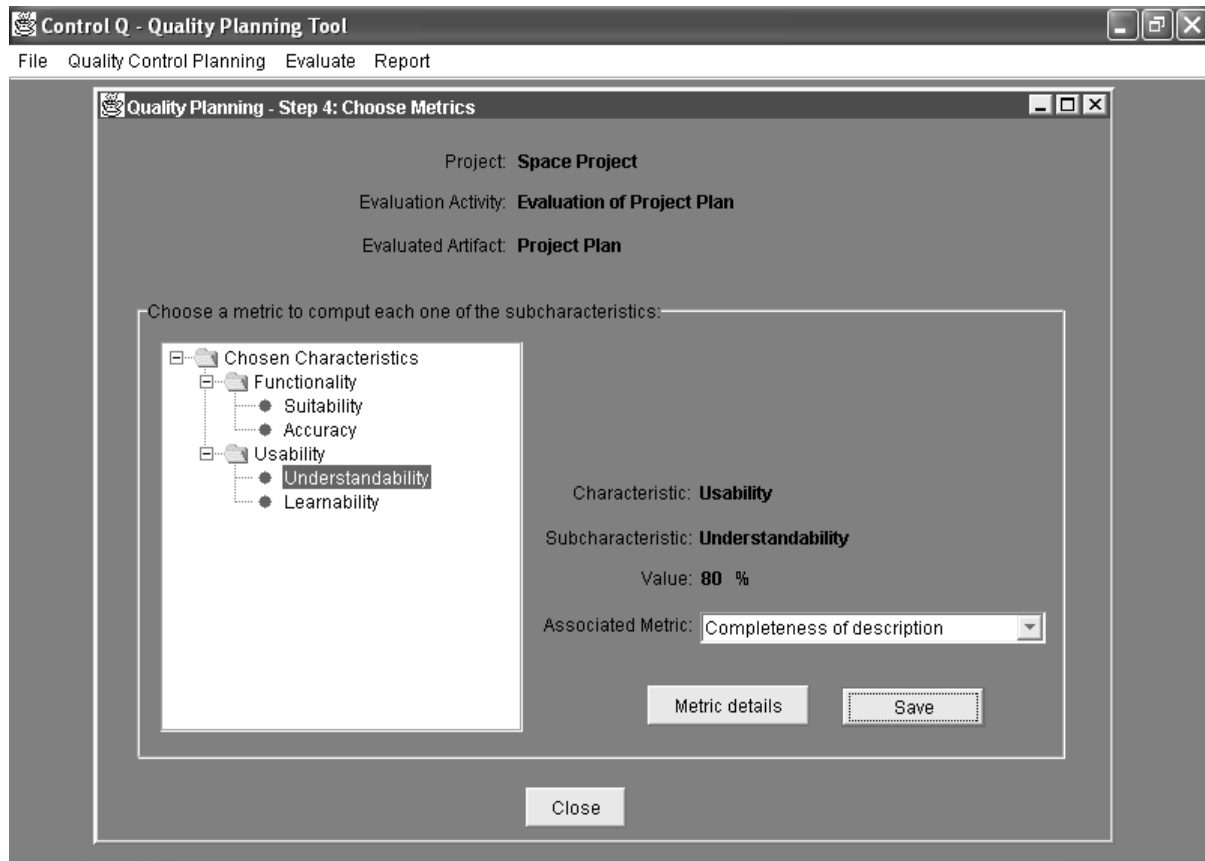 Control Q - Quality Planning Tool
File Quality Control Planning Evaluate Report
Quality Planning - Step 4: Choose Metrics
Project: Space Project
Evaluation Activity: Evaluation of Project Plan
Evaluated Artifact: Project Plan
Choose a metric to comput each one of the subcharacteristics:
Chosen Characteristics
Functionality
Suitability
Accuracy
Usability
Understandability
Learnability
Characteristic: Usability
Subcharacteristic: Understandability
Value: 80 %
Associated Metric: Completeness of description
Metric details Save
Close